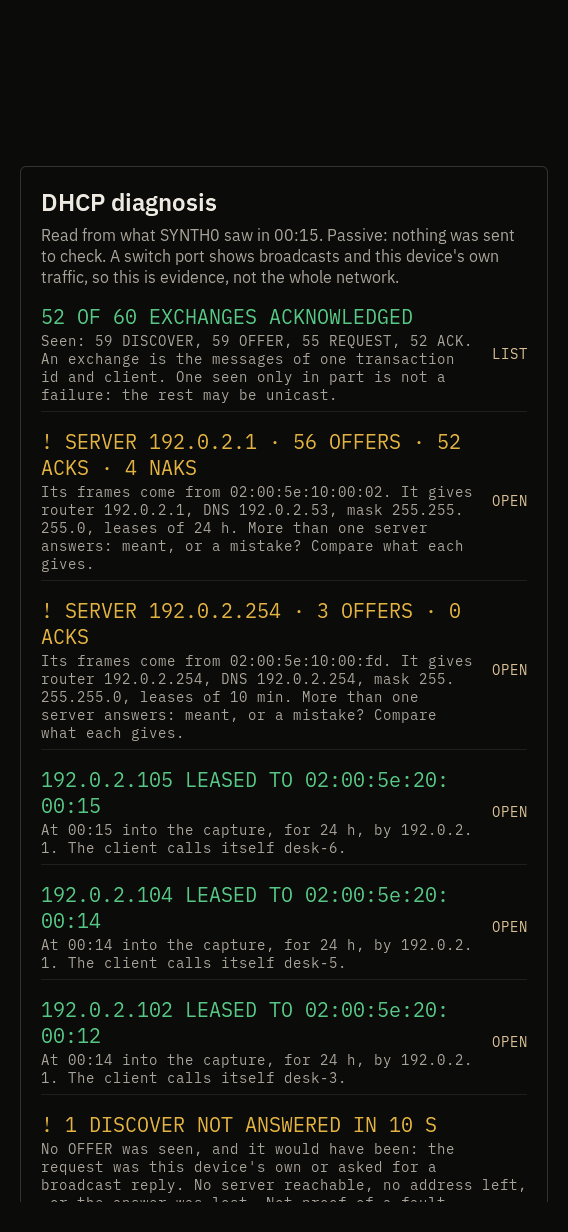 DHCP diagnosis
Read from what SYNTH0 saw in 00:15. Passive: nothing was sent
to check. A switch port shows broadcasts and this device's own
traffic, so this is evidence, not the whole network.
52 OF 60 EXCHANGES ACKNOWLEDGED
Seen: 59 DISCOVER, 59 OFFER, 55 REQUEST, 52 ACK.
An exchange is the messages of one transaction
LIST
id and client. One seen only in part is not a
failure: the rest may be unicast.
! SERVER 192.0.2.1 · 56 OFFERS · 52
ACKS · 4 NAKS
Its frames come from 02:00:5e:10:00:02. It gives
OPEN
router 192.0.2.1, DNS 192.0.2.53, mask 255.255.
255.0, leases of 24 h. More than one server
answers: meant, or a mistake? Compare what each
gives.
! SERVER 192.0.2.254 · 3 OFFERS · 0
ACKS
Its frames come from 02:00:5e:10:00:fd. It gives
OPEN
router 192.0.2.254, DNS 192.0.2.254, mask 255.
255.255.0, leases of 10 min. More than one
server answers: meant, or a mistake? Compare
what each gives.
192.0.2.105 LEASED TO 02:00:5e:20:
00:15
OPEN
At 00:15 into the capture, for 24 h, by 192.0.2.
1. The client calls itself desk-6.
192.0.2.104 LEASED TO 02:00:5e:20:
00:14
OPEN
At 00:14 into the capture, for 24 h, by 192.0.2.
1. The client calls itself desk-5.
192.0.2.102 LEASED TO 02:00:5e:20:
00:12
OPEN
At 00:14 into the capture, for 24 h, by 192.0.2.
1. The client calls itself desk-3.
! 1 DISCOVER NOT ANSWERED IN 10 S
No OFFER was seen, and it would have been: the
request was this device's own or asked for a
broadcast reply. No server reachable, no address left,
or the answer was lost. Not proof of a fault